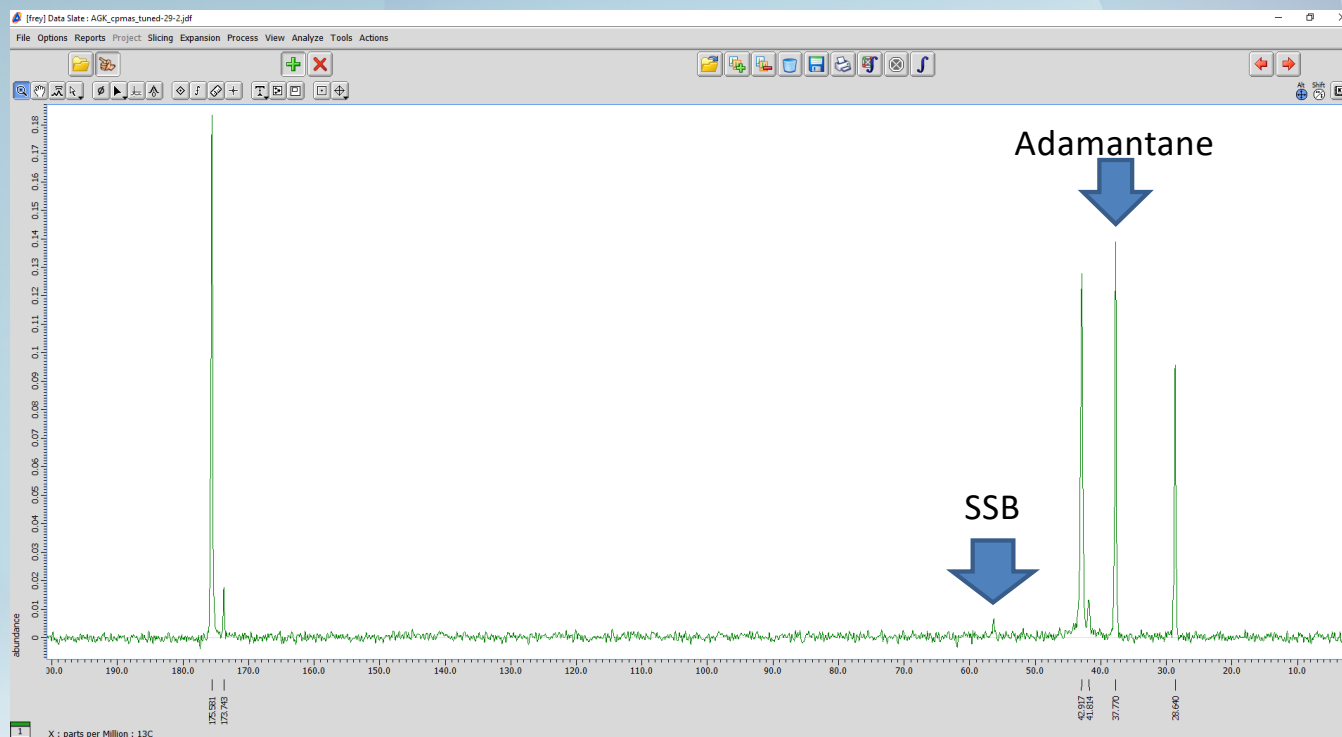 [frey] Data Slate : AGK_cpmas_tuned-29-2.jdf
File Options Reports Project Slicing Expansion Process View Analyze Tools Actions
Alt Shift
Adamantane
SSB
0.18
0.17
0.16
0.15
0.14
0.13
0.12
0.11
0.1
0.09
0.08
0.07
0.06
0.05
0.04
0.03
0.02
0.01
0
abundance
00.0 190.0 180.0 170.0 160.0 150.0 140.0 130.0 120.0 110.0 100.0 90.0 80.0 70.0 60.0 50.0 40.0 30.0 20.0 10.0
175.581 173.743 42.917 41.814 37.770 28.640
1 X : parts per Million : 13C